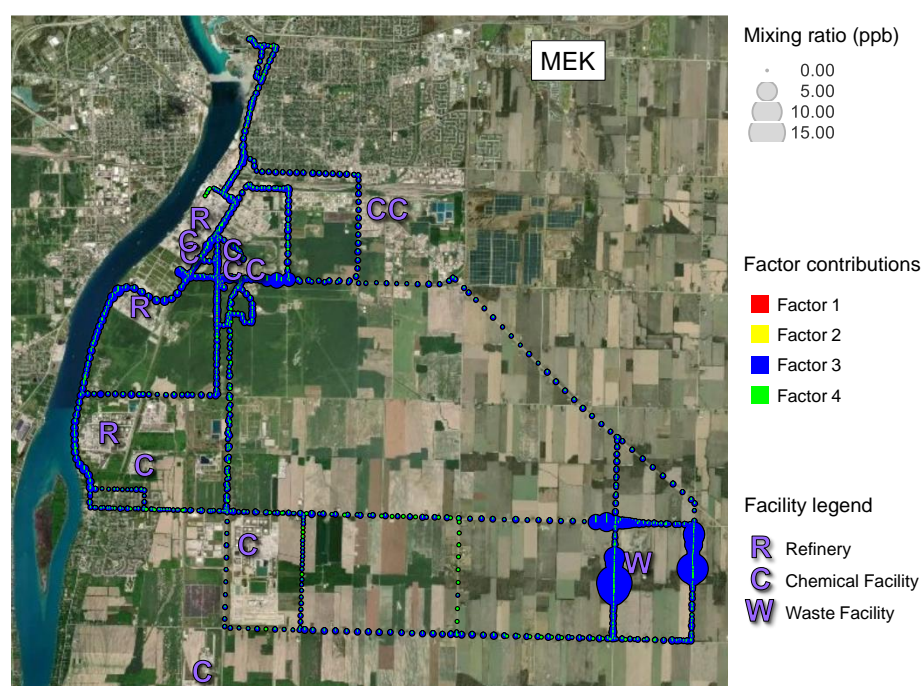 MEK
Mixing ratio (ppb)
0.00
5.00
10.00
15.00
Factor contributions
Factor 1
Factor 2
Factor 3
Factor 4
Facility legend
R Refinery
C Chemical Facility
W Waste Facility
CC
R
C
C
C
CC
R
R
C
C
W
C